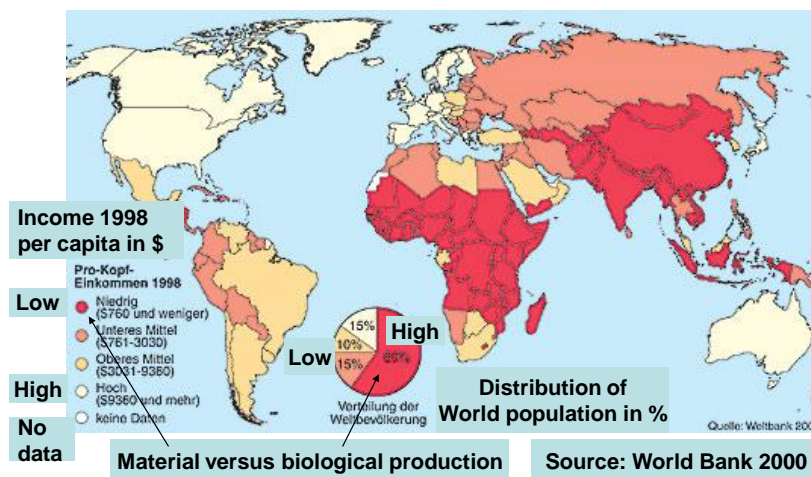 Income 1998
per capita in $
Pro-Kopf-
Einkommen 1998
Low
Niedrig
($760 und weniger)
Unteres Mittel
($761-3030)
Oberes Mittel
($3031-9360)
High
Hoch
($9360 und mehr)
No
data
keine Daten
15%
High
10%
Low
15%
60%
Verteilung der
Weltbevölkerung
Distribution of
World population in %
Quelle: Weltbank 200
Material versus biological production
Source: World Bank 2000